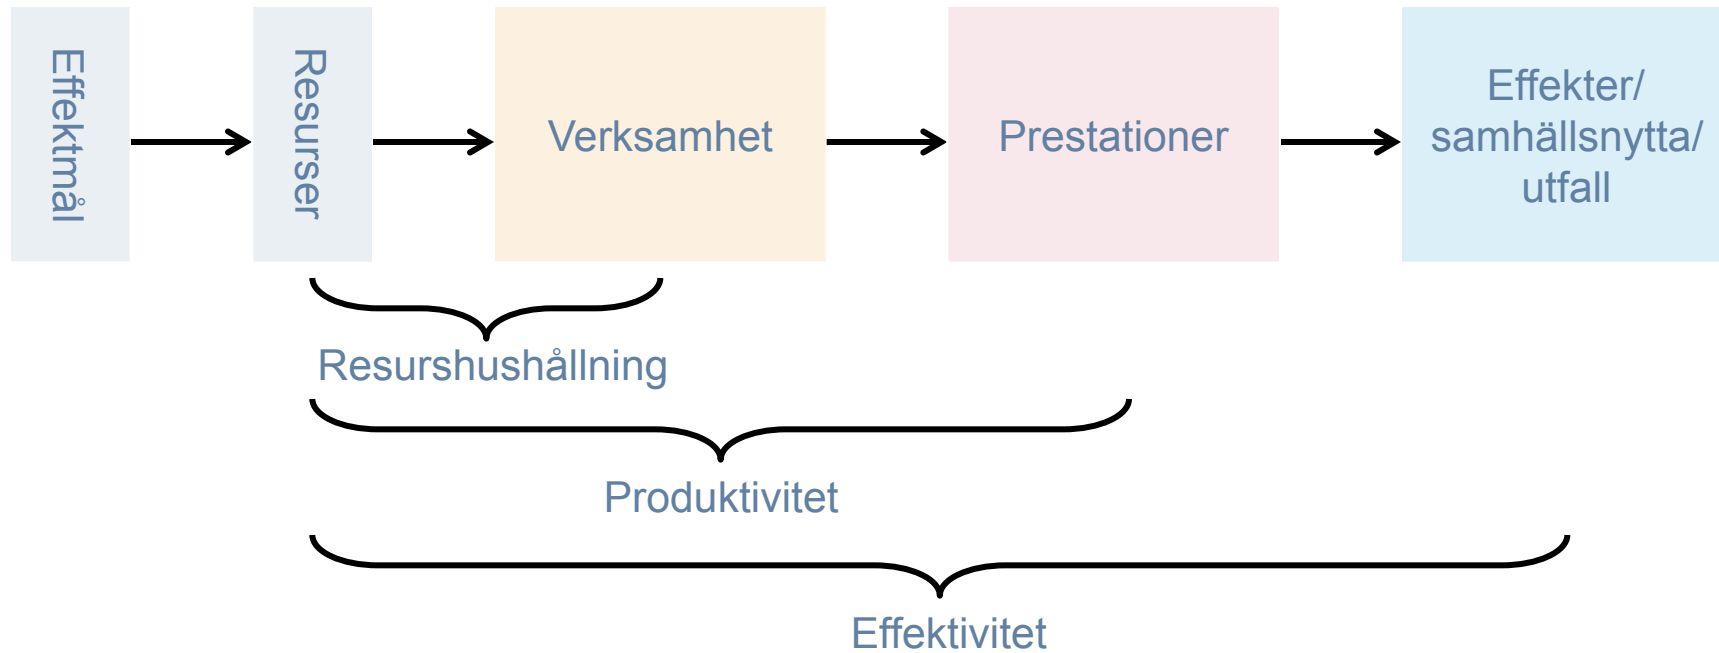 Effektmål
Resurser
Verksamhet
Prestationer
Effekter/
samhällsnytta/
utfall
Resurshushållning
Produktivitet
Effektivitet